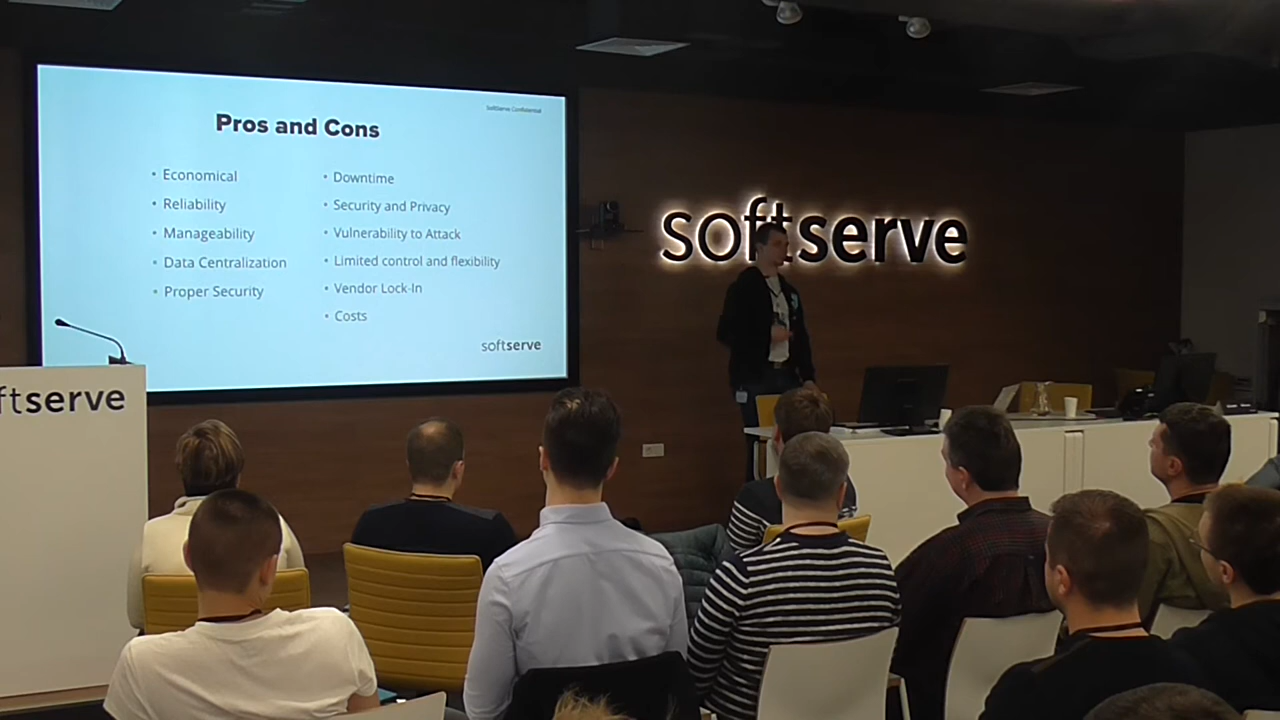 SoftServe Confidential
Pros and Cons
• Economical
• Reliability
• Manageability
• Data Centralization
• Proper Security
• Downtime
• Security and Privacy
• Vulnerability to Attack
• Limited control and flexibility
• Vendor Lock-In
• Costs
softserve
softserve
ftserve